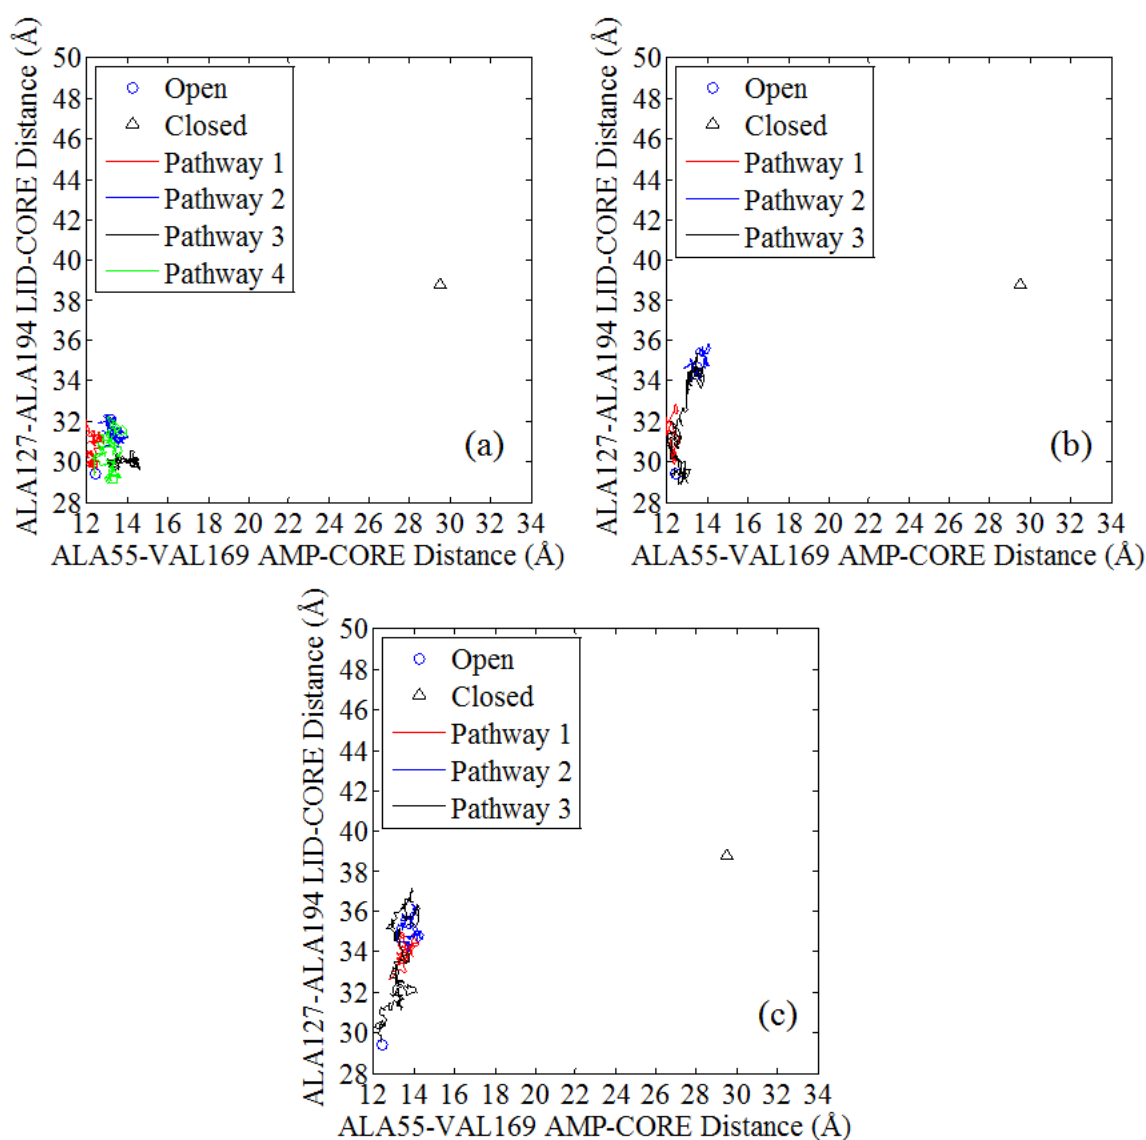 ALA127-ALA194 LID-CORE Distance (Å)
50
48
46
44
42
40
38
36
34
32
30
28
Open
Closed
Pathway 1
Pathway 2
Pathway 3
Pathway 4
(a)
12 14 16 18 20 22 24 26 28 30 32 34
ALA55-VAL169 AMP-CORE Distance (Å)
ALA127-ALA194 LID-CORE Distance (Å)
50
48
46
44
42
40
38
36
34
32
30
28
Open
Closed
Pathway 1
Pathway 2
Pathway 3
(b)
12 14 16 18 20 22 24 26 28 30 32 34
ALA55-VAL169 AMP-CORE Distance (Å)
ALA127-ALA194 LID-CORE Distance (Å)
50
48
46
44
42
40
38
36
34
32
30
28
Open
Closed
Pathway 1
Pathway 2
Pathway 3
(c)
12 14 16 18 20 22 24 26 28 30 32 34
ALA55-VAL169 AMP-CORE Distance (Å)